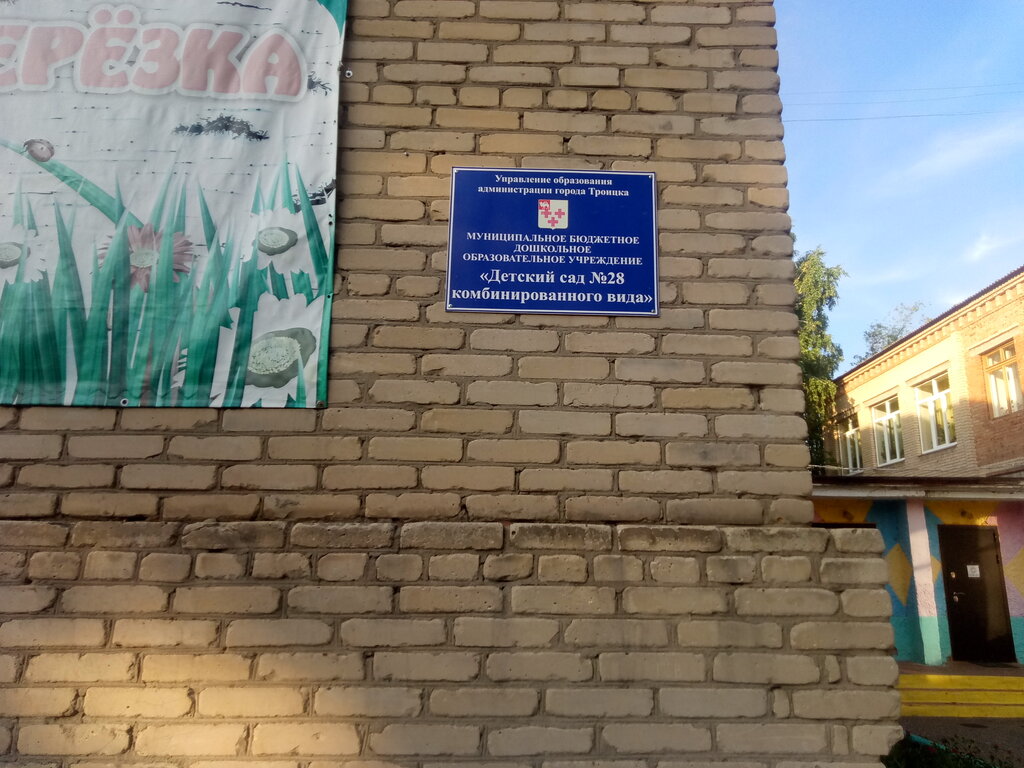 ЕРЁЗКА
Управление образования
администрации города Троицка
МУНИЦИПАЛЬНОЕ БЮДЖЕТНОЕ
ДОШКОЛЬНОЕ
ОБРАЗОВАТЕЛЬНОЕ УЧРЕЖДЕНИЕ
«Детский сад №28
комбинированного вида»